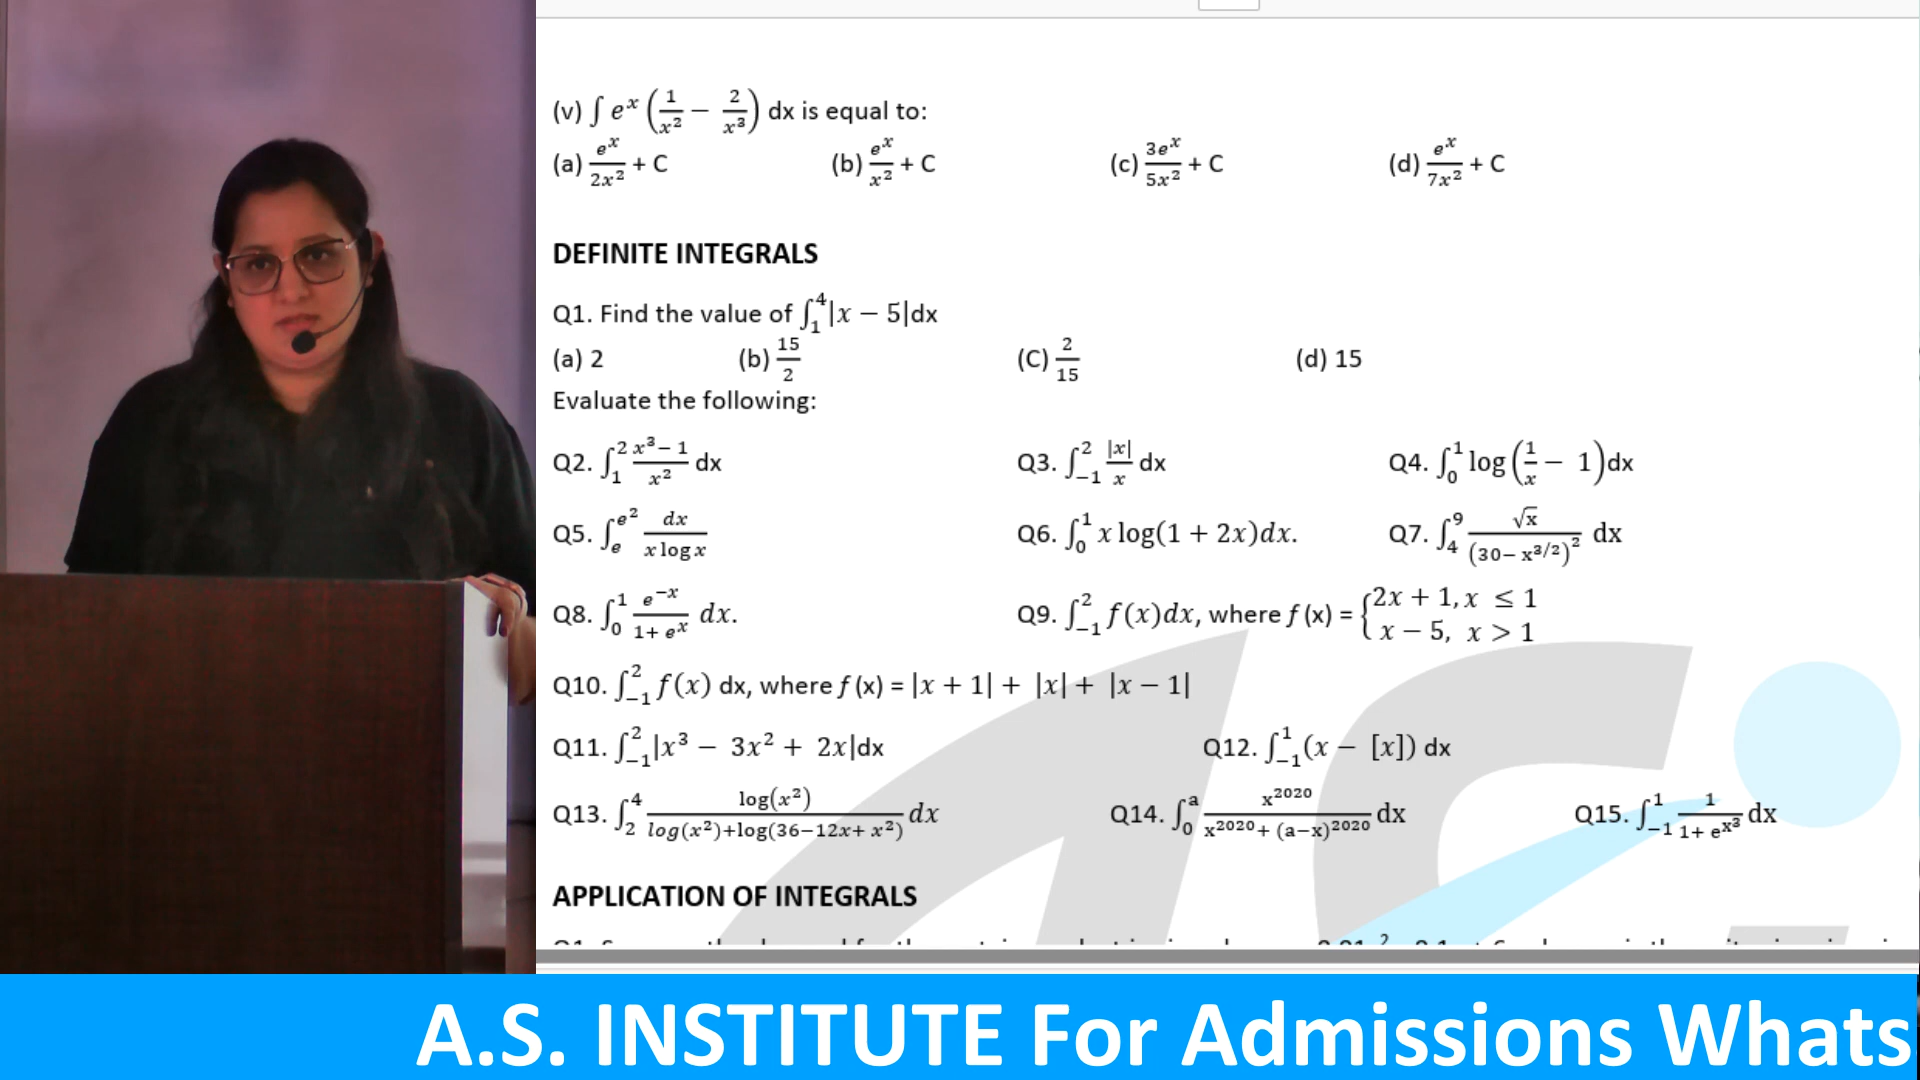 (v) ∫ eˣ (1/x² − 2/x³) dx is equal to:
(a) eˣ/2x² + C (b) eˣ/x² + C (c) 3eˣ/5x² + C (d) eˣ/7x² + C
DEFINITE INTEGRALS
Q1. Find the value of ∫₁⁴|x − 5|dx
(a) 2 (b) 15/2 (C) 2/15 (d) 15
Evaluate the following:
Q2. ∫₁² (x³ − 1)/x² dx Q3. ∫₋₁² |x|/x dx Q4. ∫₀¹ log(1/x − 1)dx
Q5. ∫ₑ^(e²) dx/(x log x) Q6. ∫₀¹ x log(1 + 2x)dx. Q7. ∫₄⁹ √x/(30− x^(3/2))² dx
Q8. ∫₀¹ e⁻ˣ/(1+ eˣ) dx. Q9. ∫₋₁² f(x)dx, where f (x) = {2x + 1, x ≤ 1
x − 5, x > 1
Q10. ∫₋₁² f(x) dx, where f (x) = |x + 1| + |x| + |x − 1|
Q11. ∫₋₁²|x³ − 3x² + 2x|dx Q12. ∫₋₁¹(x − [x]) dx
Q13. ∫₂⁴ log(x²)/(log(x²)+log(36−12x+ x²)) dx Q14. ∫₀ᵃ x²⁰²⁰/(x²⁰²⁰+ (a−x)²⁰²⁰) dx Q15. ∫₋₁¹ 1/(1+ e^(x³)) dx
APPLICATION OF INTEGRALS
A.S. INSTITUTE For Admissions Whats